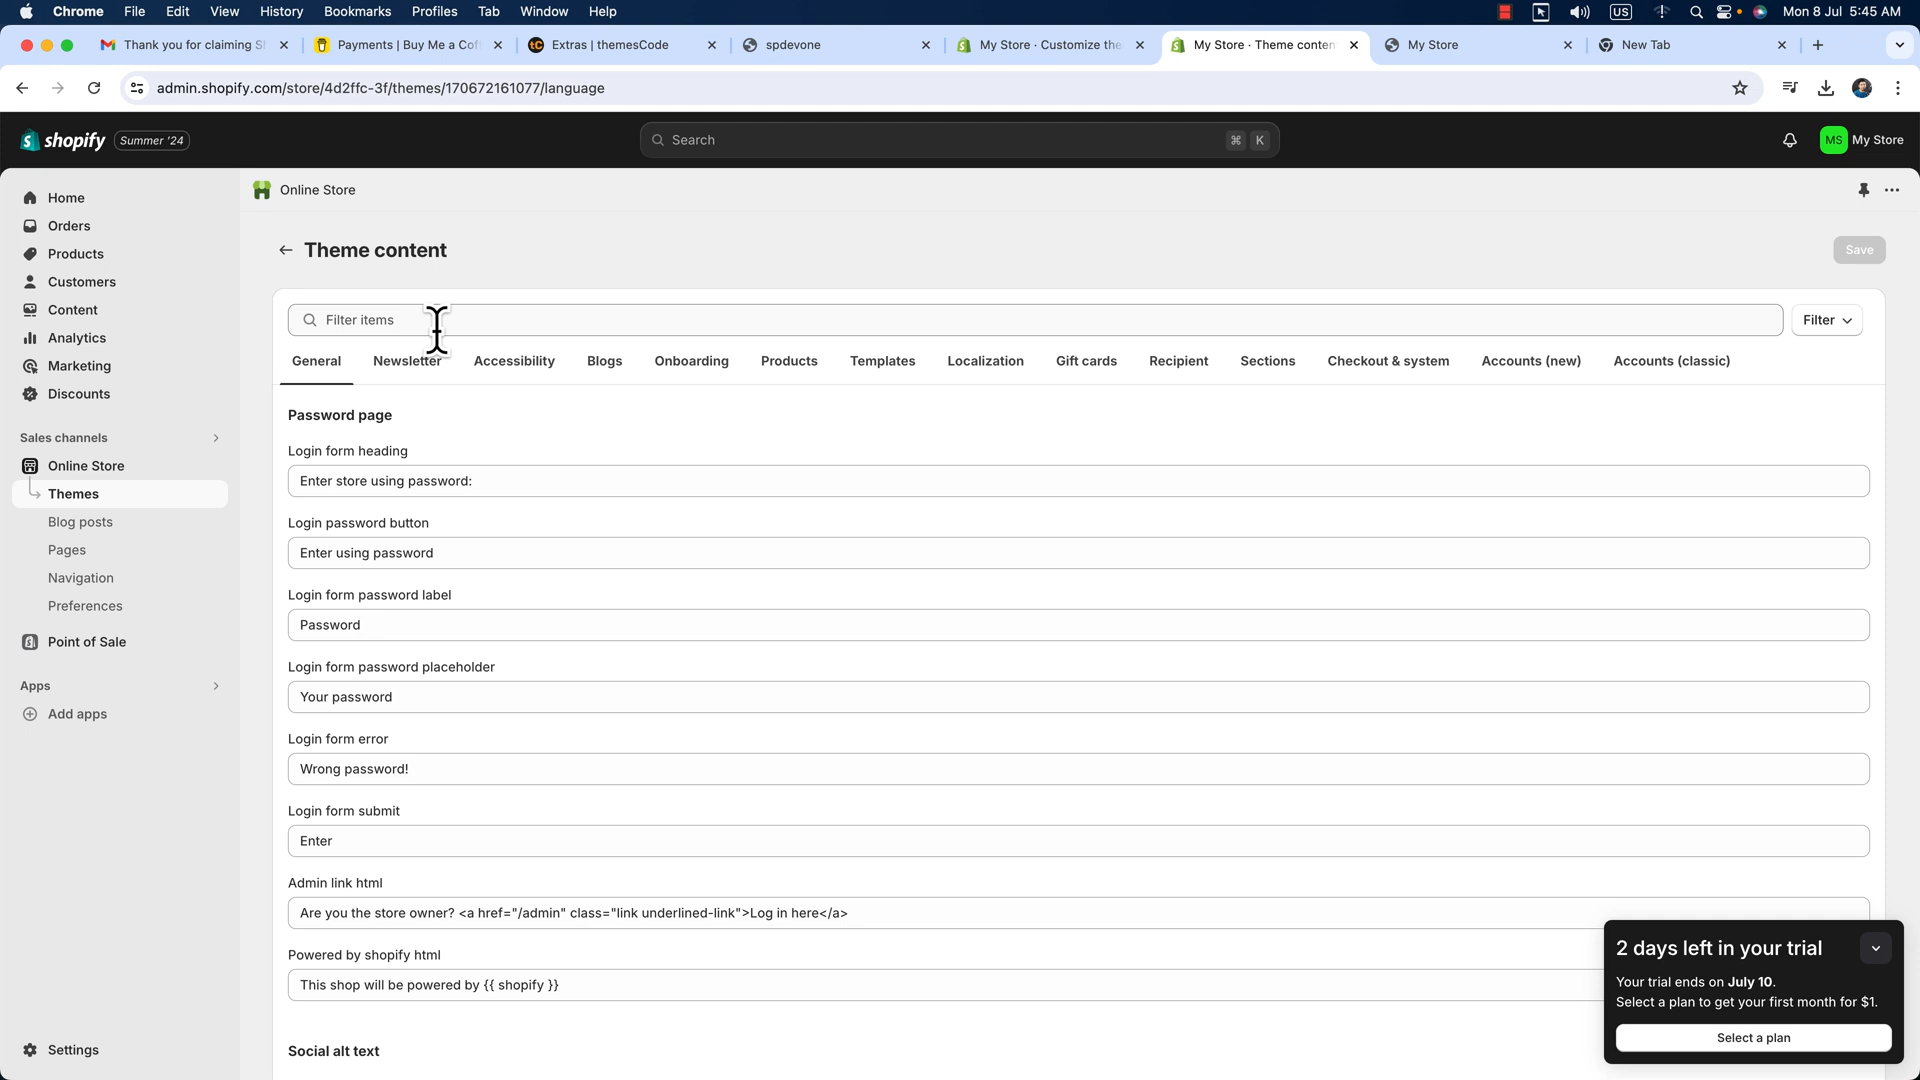 Chrome File Edit View History Bookmarks Profiles Tab Window Help US Mon 8 Jul 5:45 AM
Thank you for claiming S Payments | Buy Me a Cof Extras | themesCode spdevone My Store · Customize the My Store · Theme conten My Store New Tab
admin.shopify.com/store/4d2ffc-3f/themes/170672161077/language
shopify Summer '24 Search ⌘ K MS My Store
Online Store
Home
Orders
Products
Customers
Content
Analytics
Marketing
Discounts
Sales channels
Online Store
Themes
Blog posts
Pages
Navigation
Preferences
Point of Sale
Apps
Add apps
Settings
Theme content Save
Filter items Filter
General Newsletter Accessibility Blogs Onboarding Products Templates Localization Gift cards Recipient Sections Checkout & system Accounts (new) Accounts (classic)
Password page
Login form heading
Enter store using password:
Login password button
Enter using password
Login form password label
Password
Login form password placeholder
Your password
Login form error
Wrong password!
Login form submit
Enter
Admin link html
Are you the store owner? <a href="/admin" class="link underlined-link">Log in here</a>
Powered by shopify html
This shop will be powered by {{ shopify }}
Social alt text
2 days left in your trial
Your trial ends on July 10.
Select a plan to get your first month for $1.
Select a plan